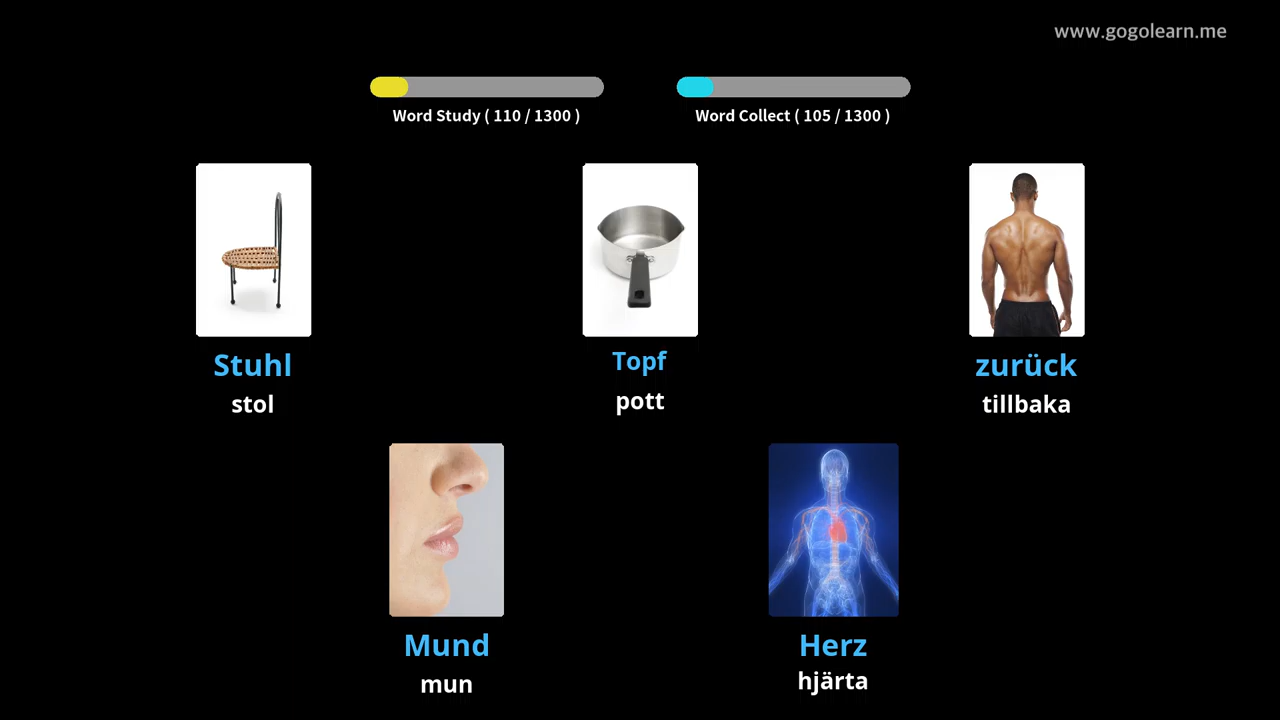 www.gogolearn.me
Word Study ( 110 / 1300 )
Word Collect ( 105 / 1300 )
Stuhl
stol
Topf
pott
zurück
tillbaka
Mund
mun
Herz
hjärta